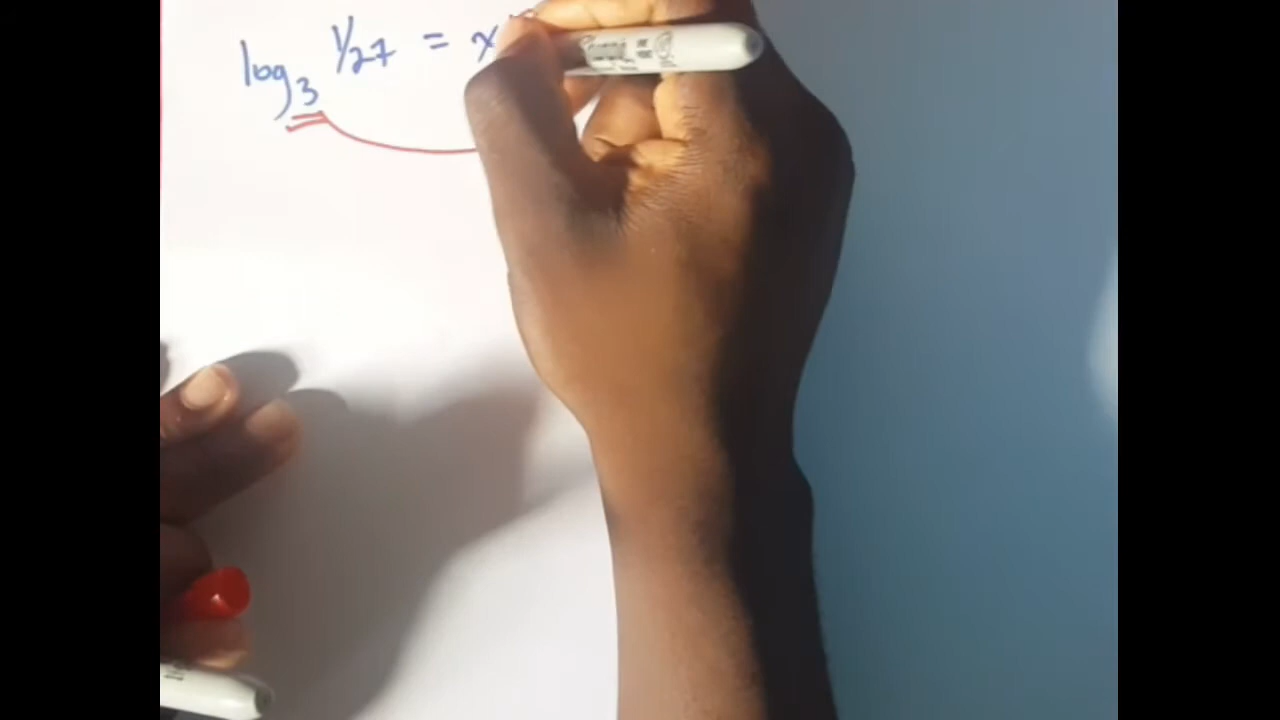 log₃ 1/27 = x